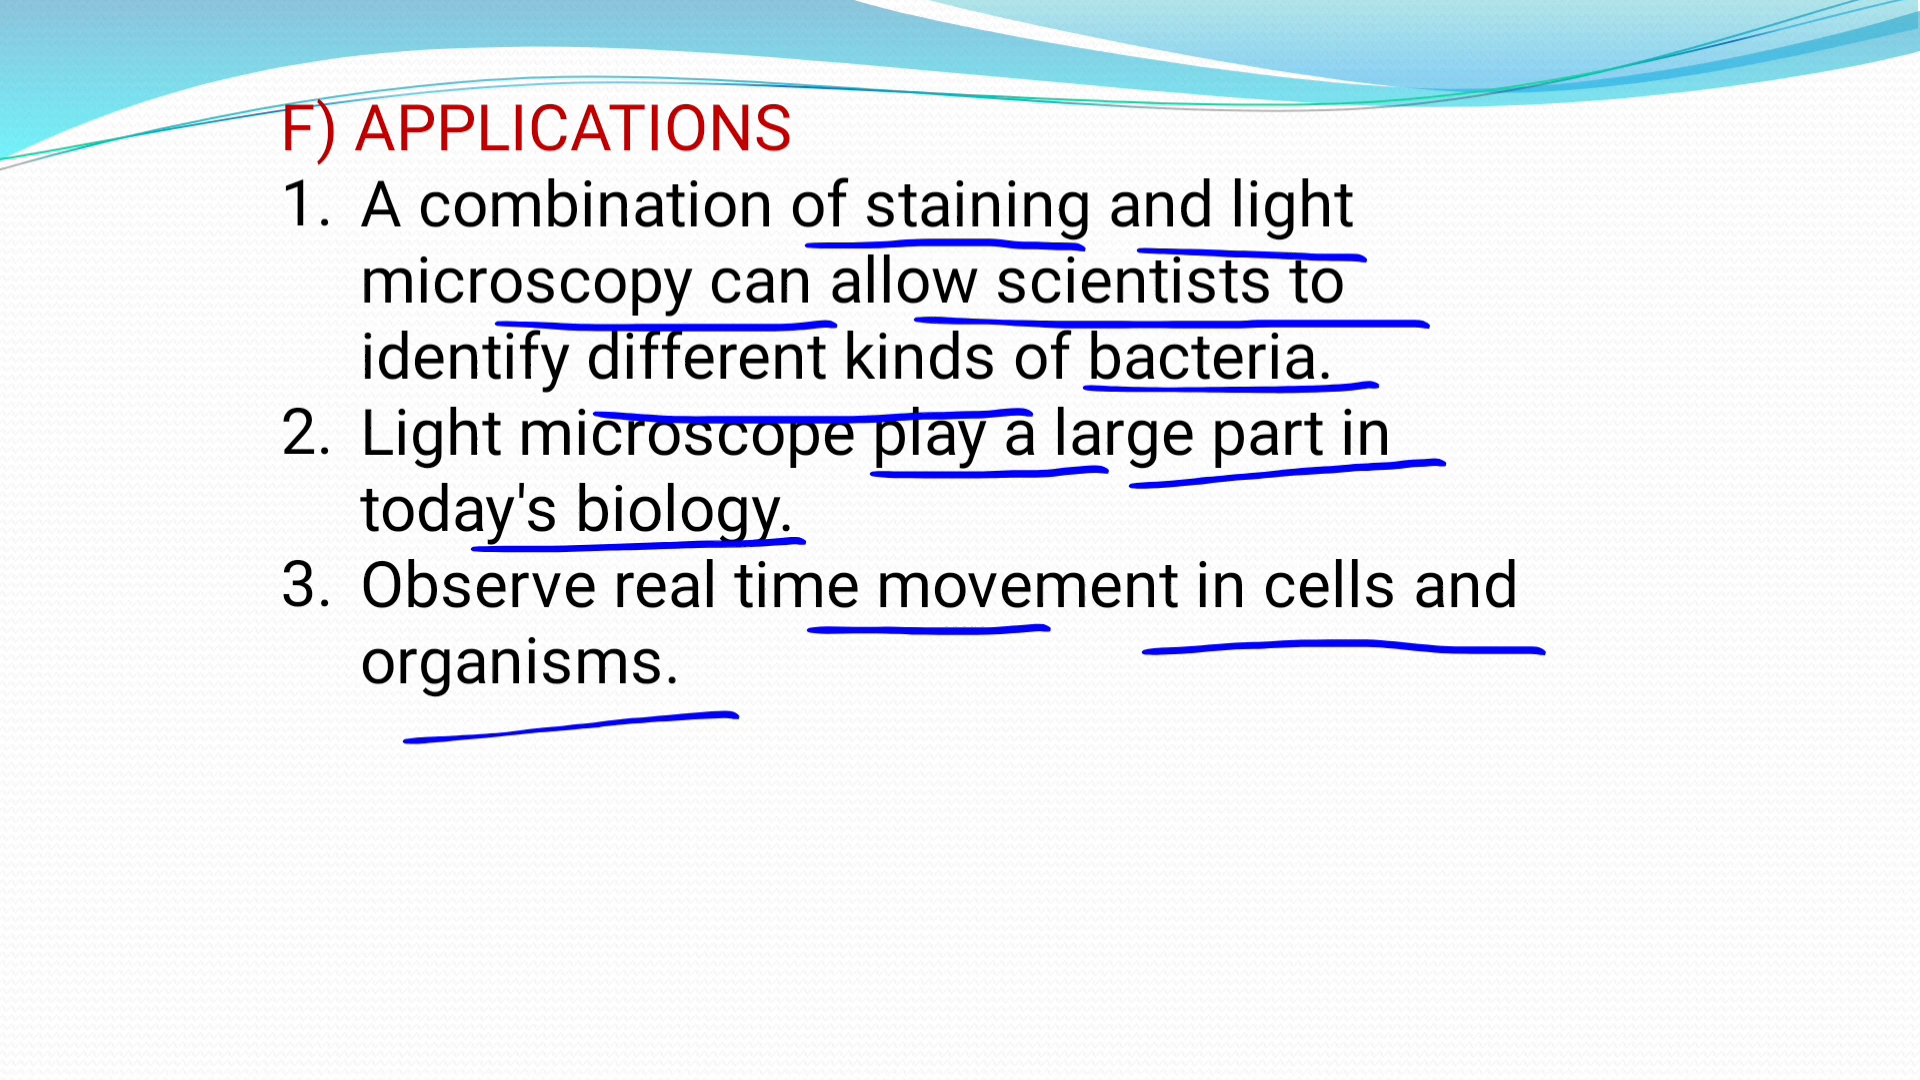 F) APPLICATIONS
1. A combination of staining and light
microscopy can allow scientists to
identify different kinds of bacteria.
2. Light microscope play a large part in
today's biology.
3. Observe real time movement in cells and
organisms.